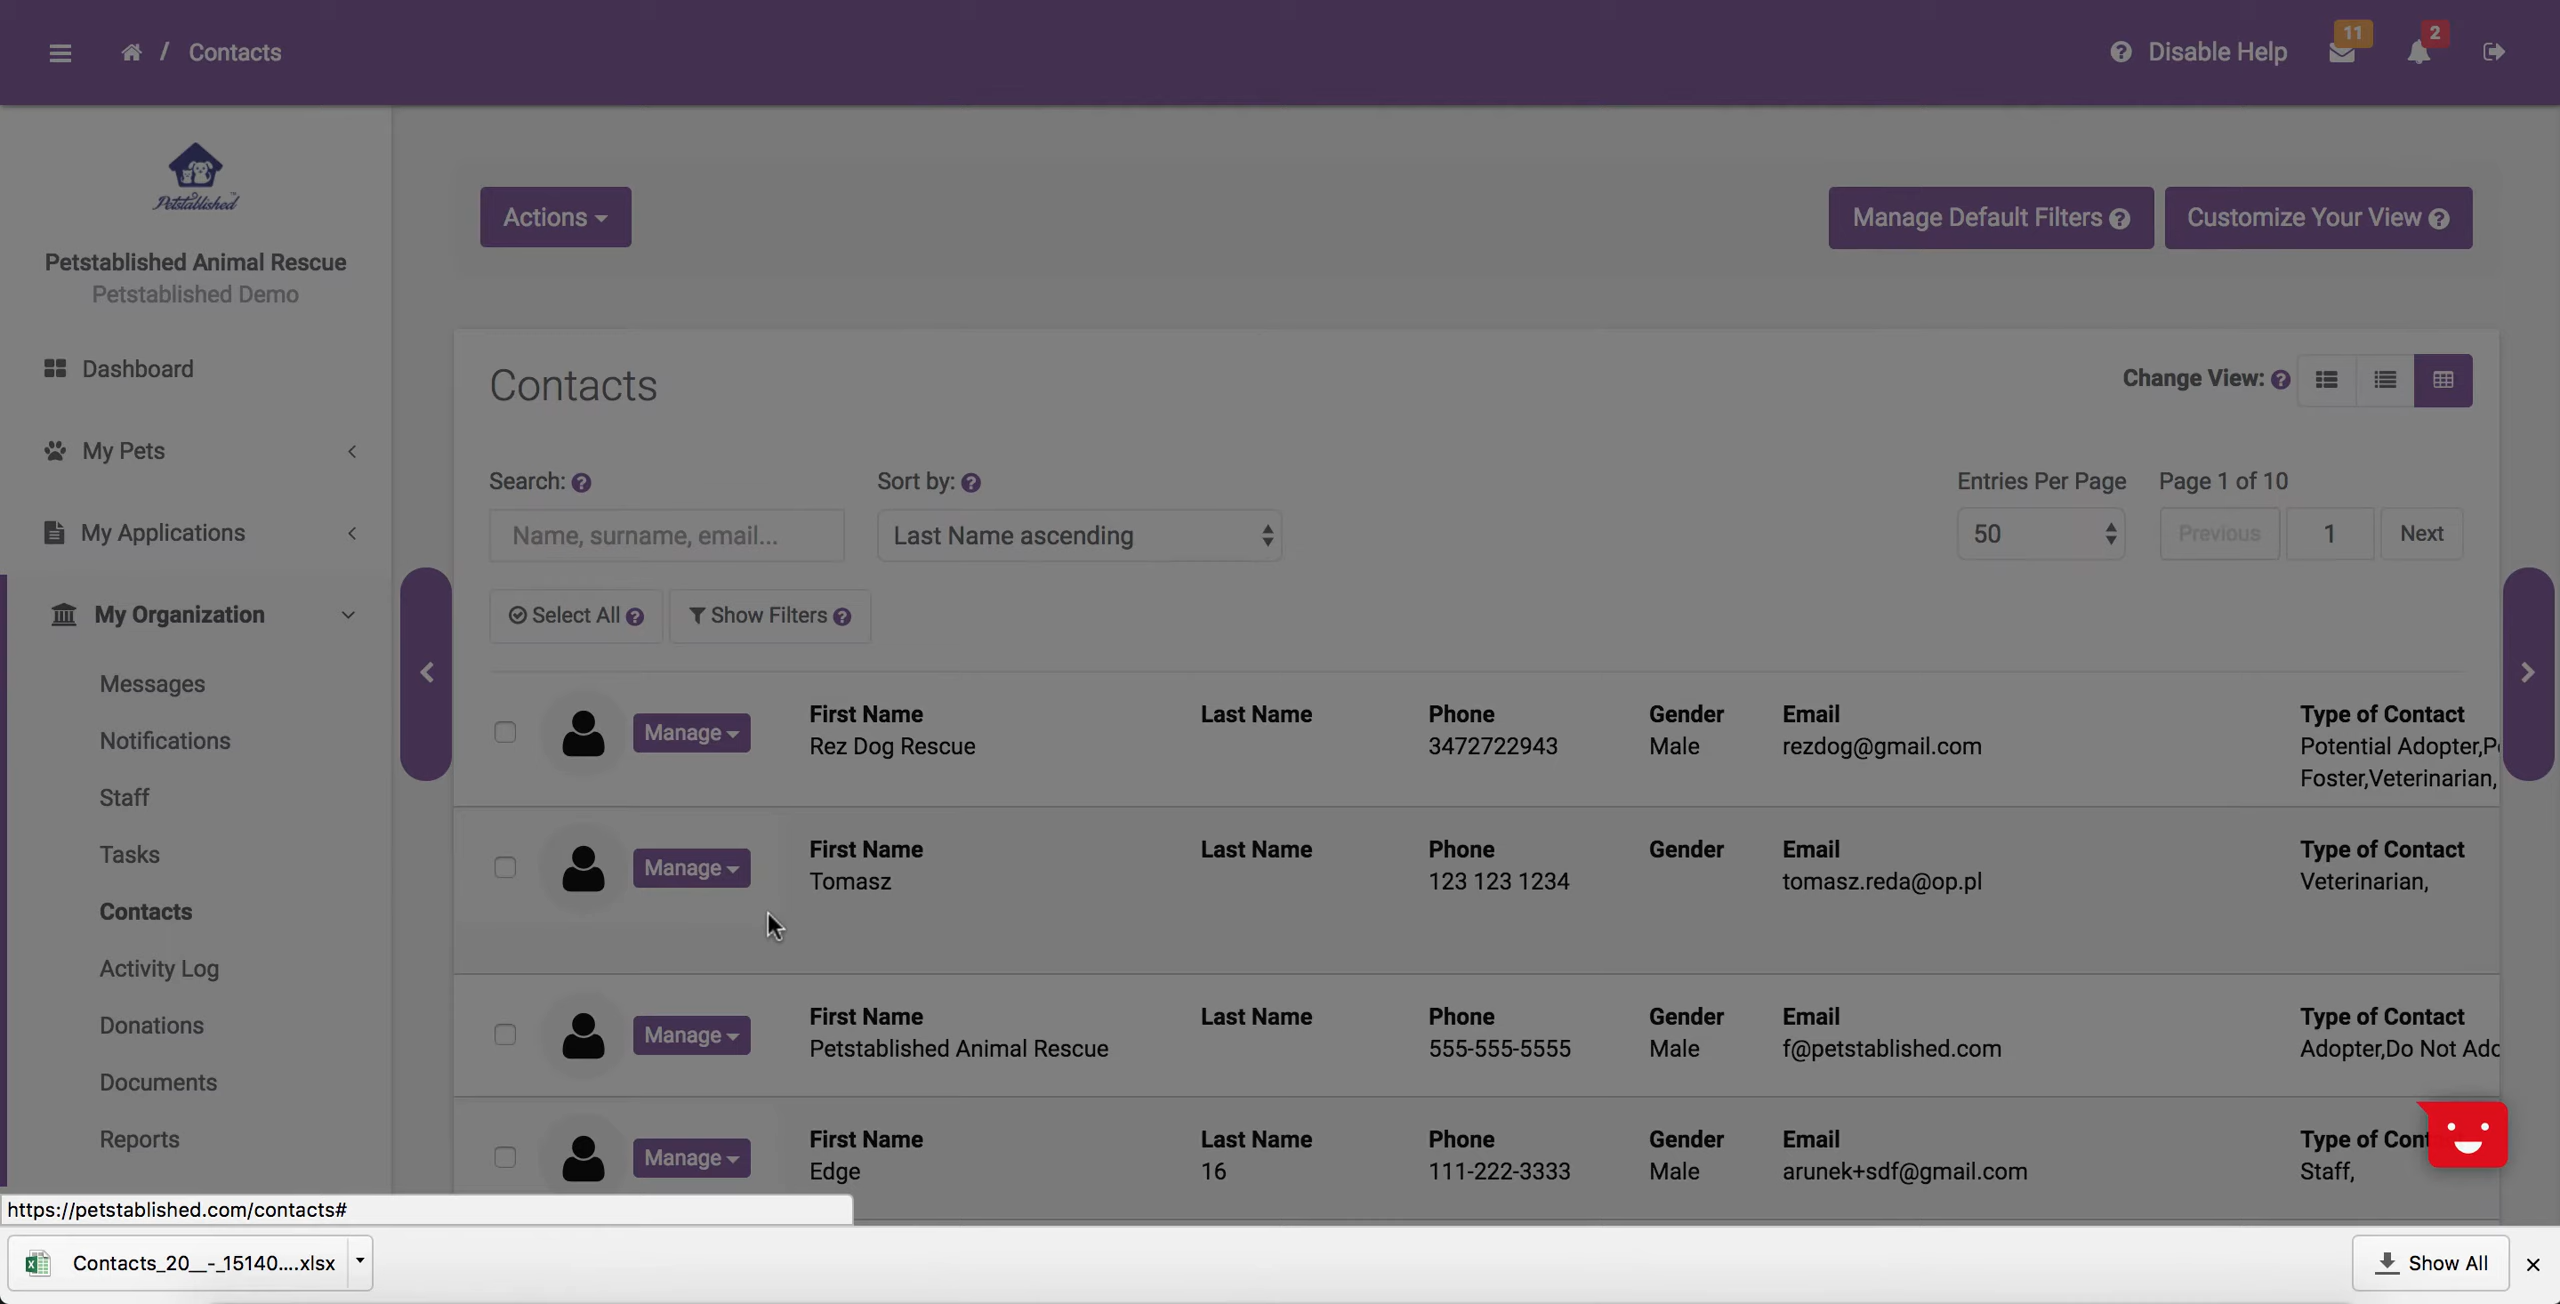 / Contacts
Disable Help
11
2
Petstablished
Petstablished Animal Rescue
Petstablished Demo
Dashboard
My Pets
My Applications
My Organization
Messages
Notifications
Staff
Tasks
Contacts
Activity Log
Donations
Documents
Reports
Actions
Manage Default Filters ?
Customize Your View ?
Contacts
Change View: ?
Search: ?
Sort by: ?
Entries Per Page
Page 1 of 10
Name, surname, email...
Last Name ascending
50
Previous
1
Next
Select All ?
Show Filters ?
Manage
First Name
Last Name
Phone
Gender
Email
Type of Contact
Rez Dog Rescue
3472722943
Male
rezdog@gmail.com
Potential Adopter,
Foster,Veterinarian,
Manage
First Name
Last Name
Phone
Gender
Email
Type of Contact
Tomasz
123 123 1234
tomasz.reda@op.pl
Veterinarian,
Manage
First Name
Last Name
Phone
Gender
Email
Type of Contact
Petstablished Animal Rescue
555-555-5555
Male
f@petstablished.com
Adopter,Do Not
Manage
First Name
Last Name
Phone
Gender
Email
Type of
Edge
16
111-222-3333
Male
arunek+sdf@gmail.com
Staff,
https://petstablished.com/contacts#
Contacts_20__-_15140....xlsx
Show All